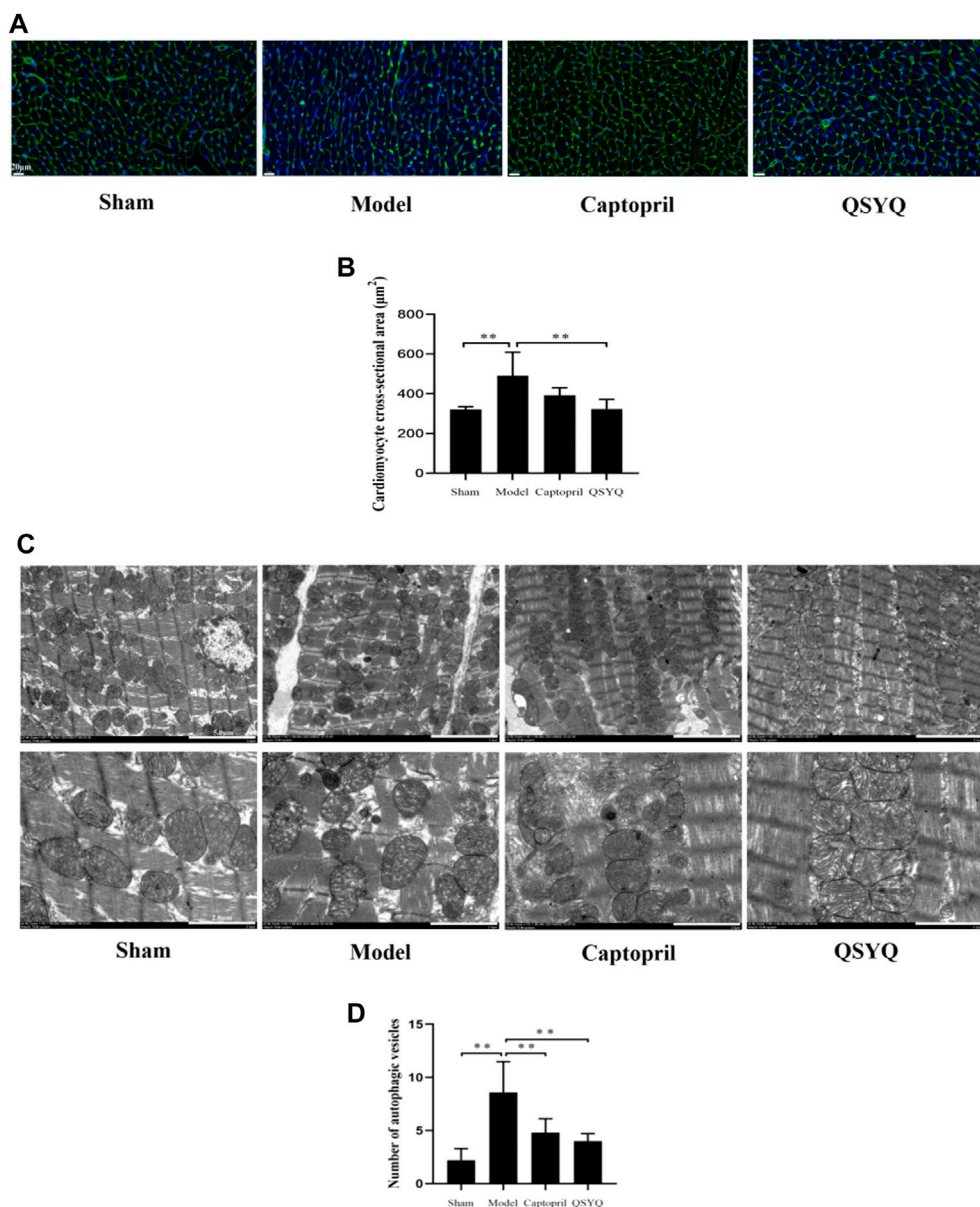 A
20μm
Sham Model Captopril QSYQ
B
Cardiomyocyte cross-sectional area (μm²)
800
600
400
200
0
** **
Sham Model Captopril QSYQ
C
5.0μm
2.0μm
Sham Model Captopril QSYQ
D
Number of autophagic vesicles
15
10
5
0
**
** **
Sham Model Captopril QSYQ